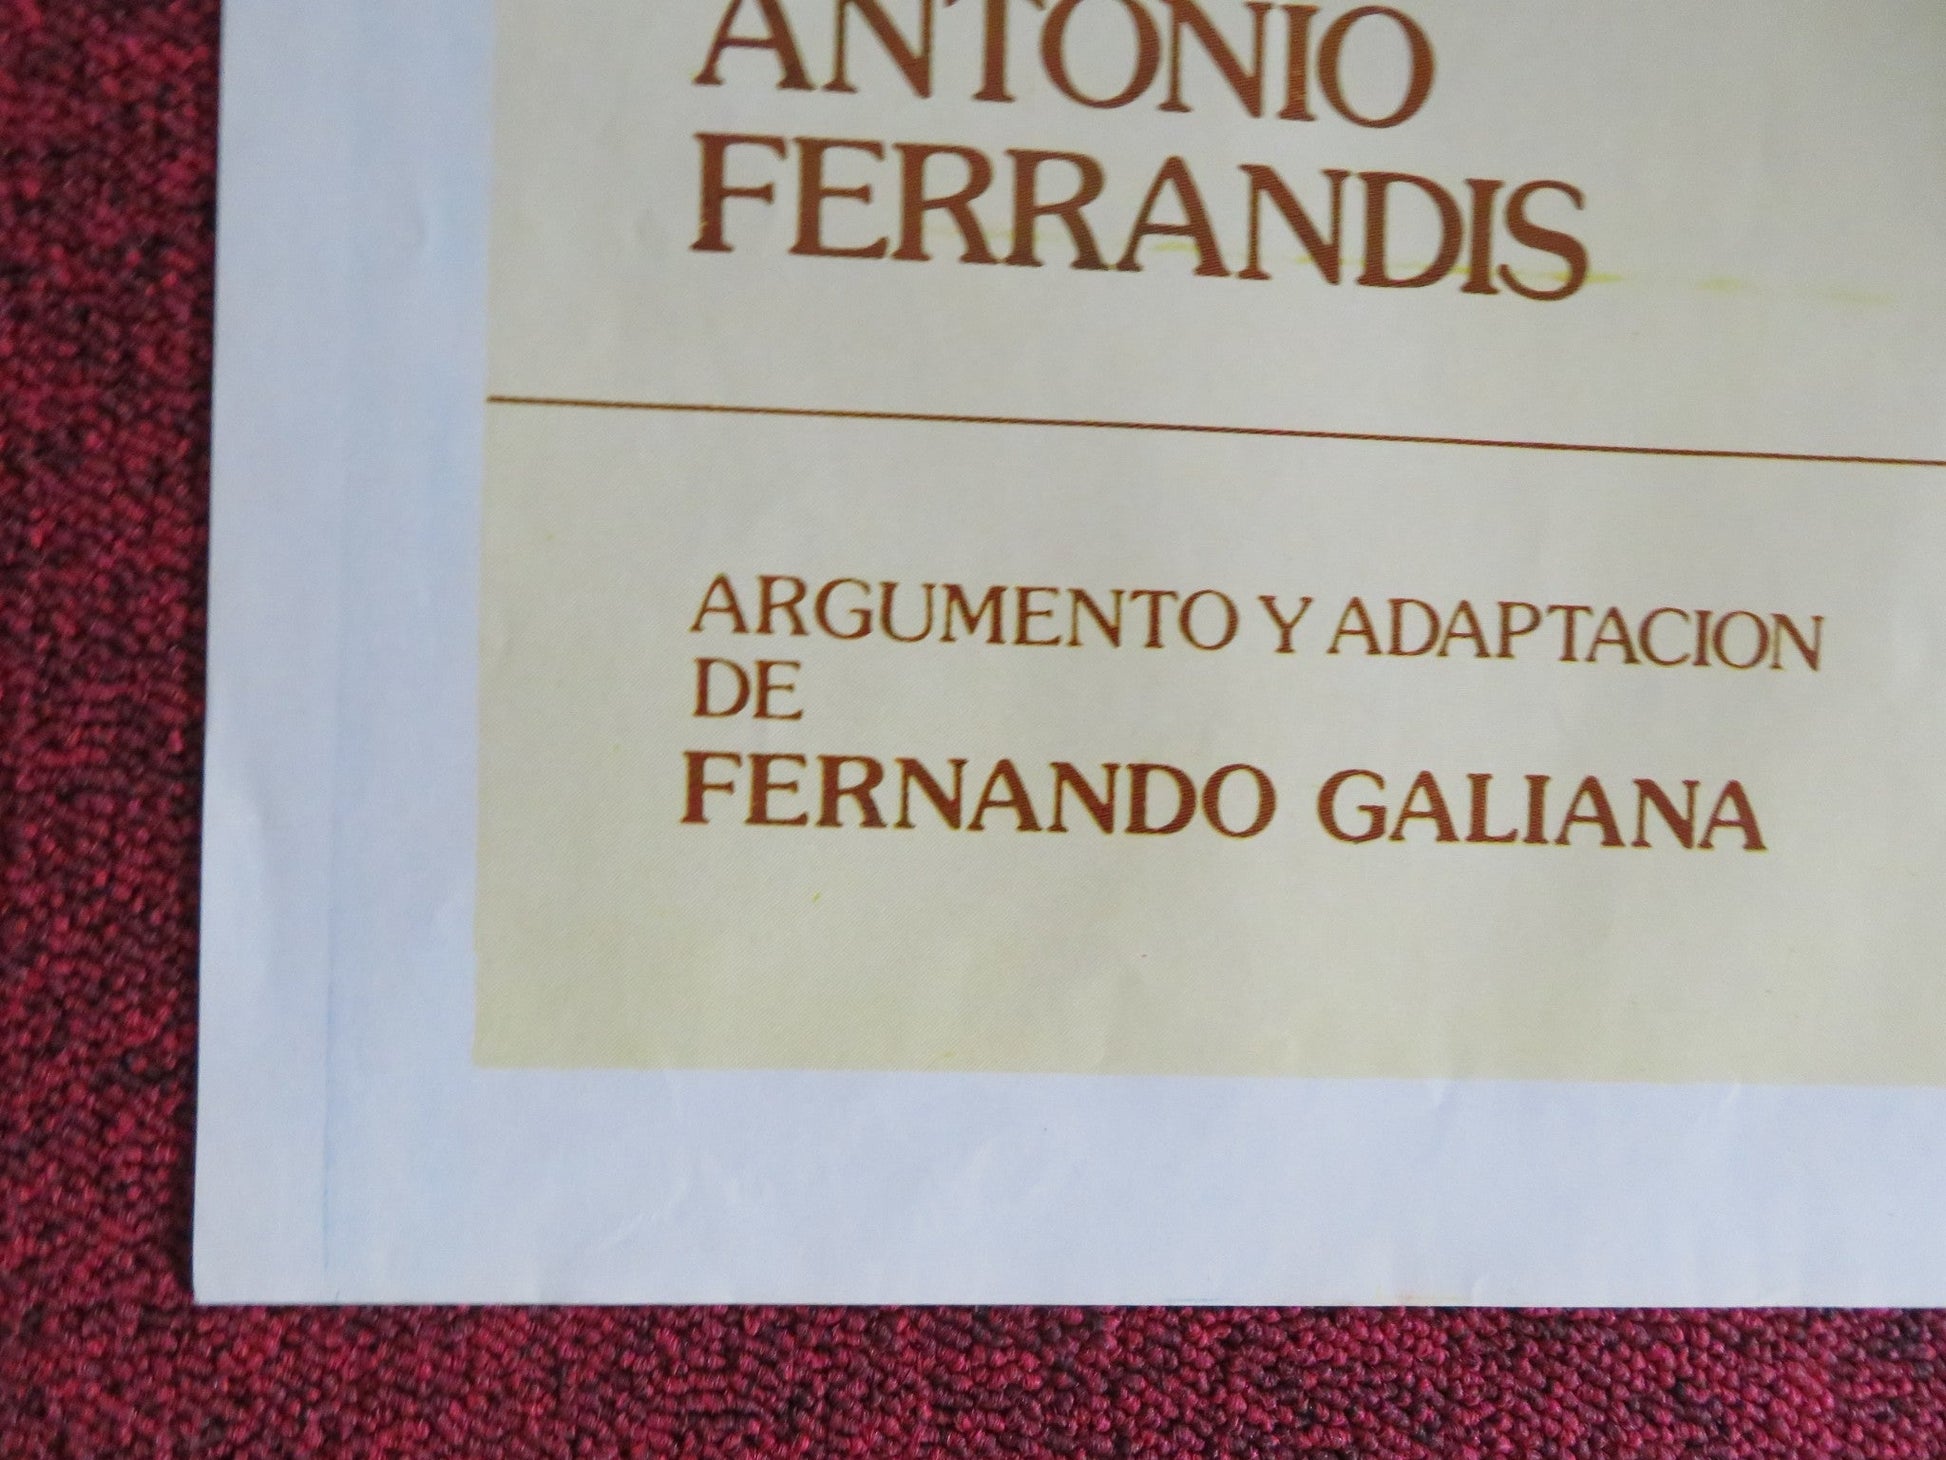 ANTONIO
FERRANDIS
ARGUMENTO Y ADAPTACION
DE
FERNANDO GALIANA